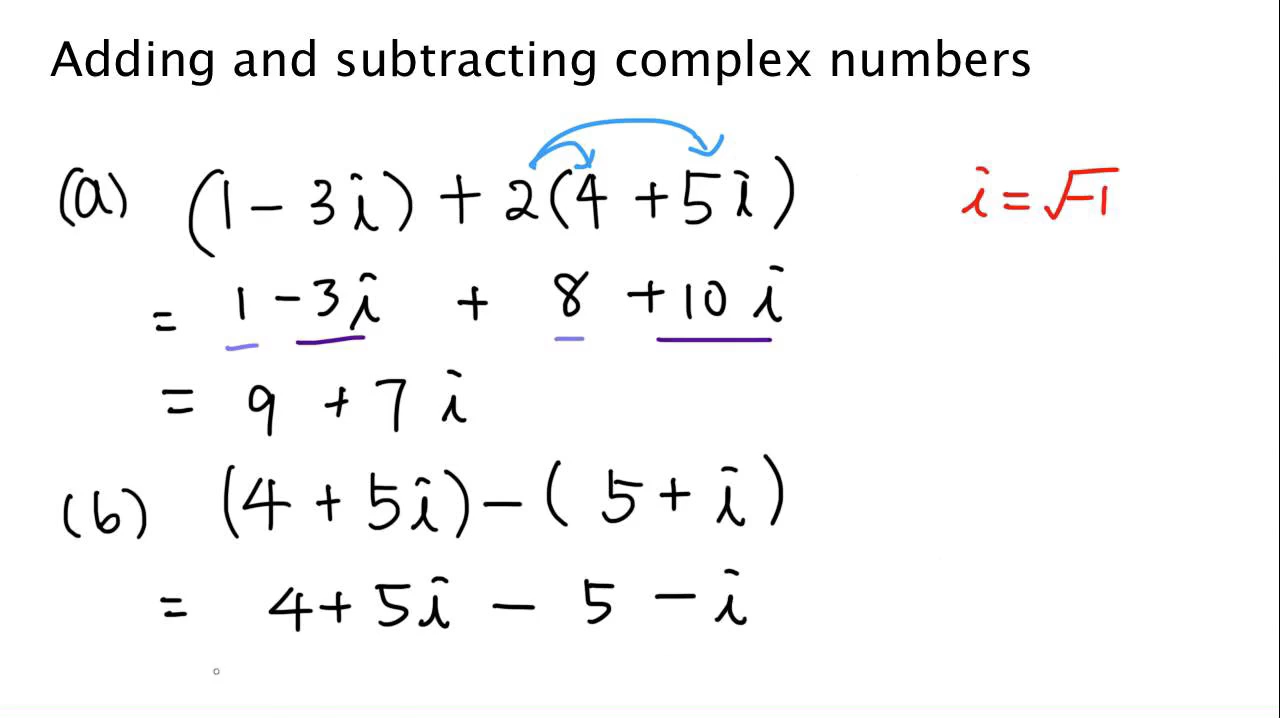 Adding and subtracting complex numbers
(a) (1 - 3i) + 2(4 + 5i)
i = √-1
= 1 - 3i + 8 + 10i
= 9 + 7i
(b) (4 + 5i) - (5 + i)
= 4 + 5i - 5 - i